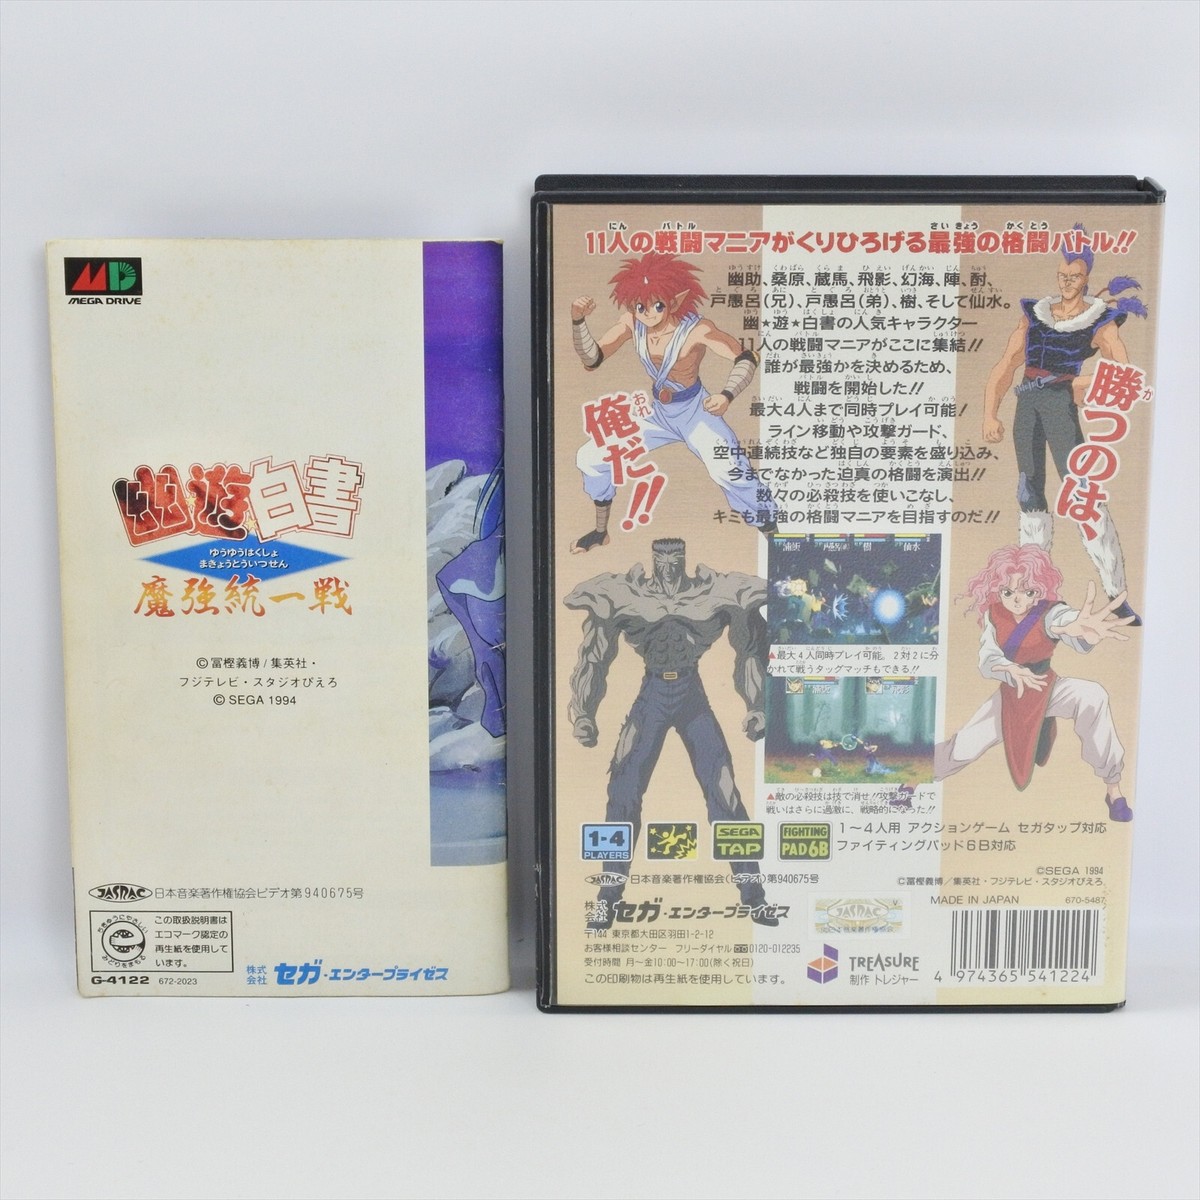 MEGA DRIVE
幽遊白書
ゆうゆうはくしょ
まきょうとういつせん
魔強統一戦
©冨樫義博/集英社・
フジテレビ・スタジオぴえろ
© SEGA 1994
JASRAC 日本音楽著作権協会ビデオ第940675号
この取扱説明書は
エコマーク認定の
再生紙を使用して
います。
G-4122 672-2023
株式会社 セガ・エンタープライゼス
11人の戦闘マニアがくりひろげる最強の格闘バトル!!
幽助、桑原、蔵馬、飛影、幻海、陣、酎、
戸愚呂(兄)、戸愚呂(弟)、樹、そして仙水。
幽★遊★白書の人気キャラクター
11人の戦闘マニアがここに集結!!
誰が最強かを決めるため、
戦闘を開始した!!
最大4人まで同時プレイ可能!
ライン移動や攻撃ガード、
空中連続技など独自の要素を盛り込み、
今までなかった迫真の格闘を演出!!
数々の必殺技を使いこなし、
キミも最強の格闘マニアを目指すのだ!!
勝つのは、
俺だ!!
▲最大4人同時プレイ可能。2対2に分
かれて戦うタッグマッチもできる!!
▲敵の必殺技は技で消せ!!攻撃ガードで
戦いはさらに過激に、戦略的になった!!
1-4
PLAYERS
SEGA
TAP
FIGHTING
PAD6B
1〜4人用 アクションゲーム セガタップ対応
ファイティングパッド6B対応
JASRAC 日本音楽著作権協会(ビデオ)第940675号
©SEGA 1994
©冨樫義博/集英社・フジテレビ・スタジオぴえろ
株式会社 セガ・エンタープライゼス
〒144 東京都大田区羽田1-2-12
お客様相談センター フリーダイヤル 0120-012235
受付時間 月〜金10:00〜17:00(除く祝日)
この印刷物は再生紙を使用しています。
JASRAC
MADE IN JAPAN 670-5487
TREASURE
制作 トレジャー
4 974365 541224